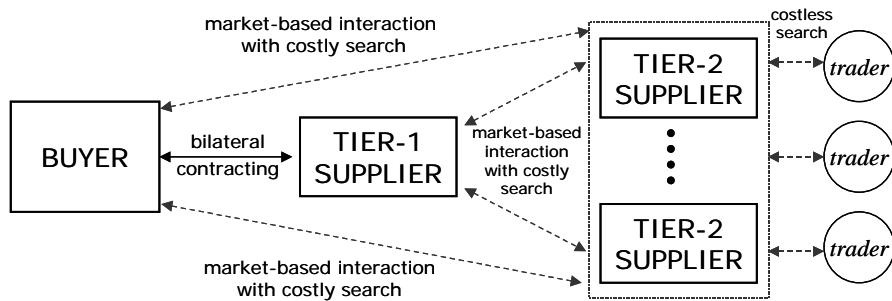 market-based interaction
with costly search
costless
search
TIER-2
SUPPLIER
trader
BUYER
bilateral
contracting
TIER-1
SUPPLIER
market-based
interaction
with costly
search
trader
TIER-2
SUPPLIER
trader
market-based interaction
with costly search